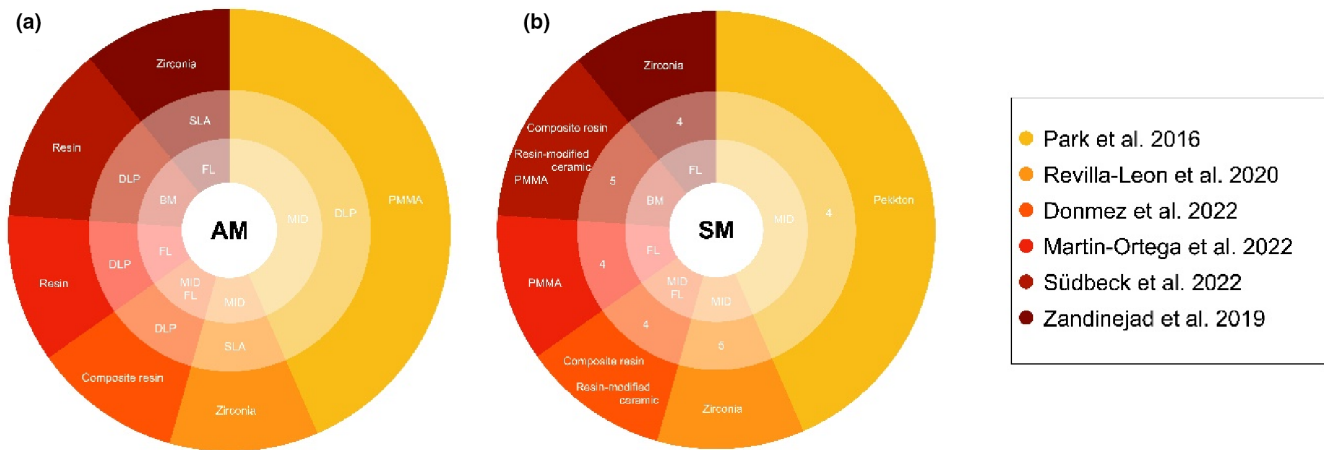 (a)
Zirconia
SLA
FL
Resin
DLP
BM
AM
MID
DLP
PMMA
Resin
DLP
FL
MID
FL
MID
DLP
SLA
Composite resin
Zirconia
(b)
Zirconia
4
FL
Composito rosin
Resin-modified
ceramic
PMMA
5
BM
SM
MID
4
Pekkton
PMMA
4
FL
MID
FL
MID
4
5
Composite resin
Resin-modified
ceramic
Zirconia
Park et al. 2016
Revilla-Leon et al. 2020
Donmez et al. 2022
Martin-Ortega et al. 2022
Südbeck et al. 2022
Zandinejad et al. 2019